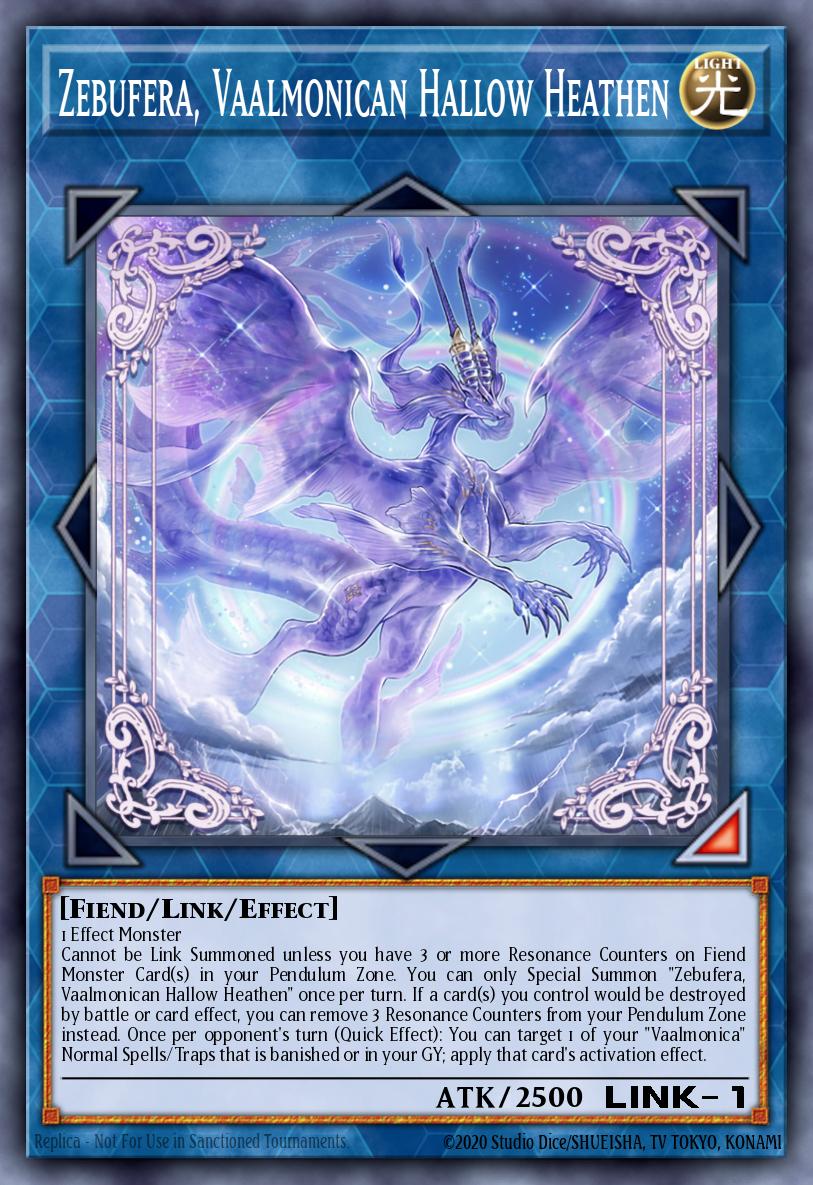 Zebufera, Vaalmonican Hallow Heathen
LIGHT
光
[Fiend/Link/Effect]
1 Effect Monster
Cannot be Link Summoned unless you have 3 or more Resonance Counters on Fiend
Monster Card(s) in your Pendulum Zone. You can only Special Summon "Zebufera,
Vaalmonican Hallow Heathen" once per turn. If a card(s) you control would be destroyed
by battle or card effect, you can remove 3 Resonance Counters from your Pendulum Zone
instead. Once per opponent's turn (Quick Effect): You can target 1 of your "Vaalmonica"
Normal Spells/Traps that is banished or in your GY; apply that card's activation effect.
ATK/2500 LINK-1
Replica - Not For Use in Sanctioned Tournaments.
©2020 Studio Dice/SHUEISHA, TV TOKYO, KONAMI